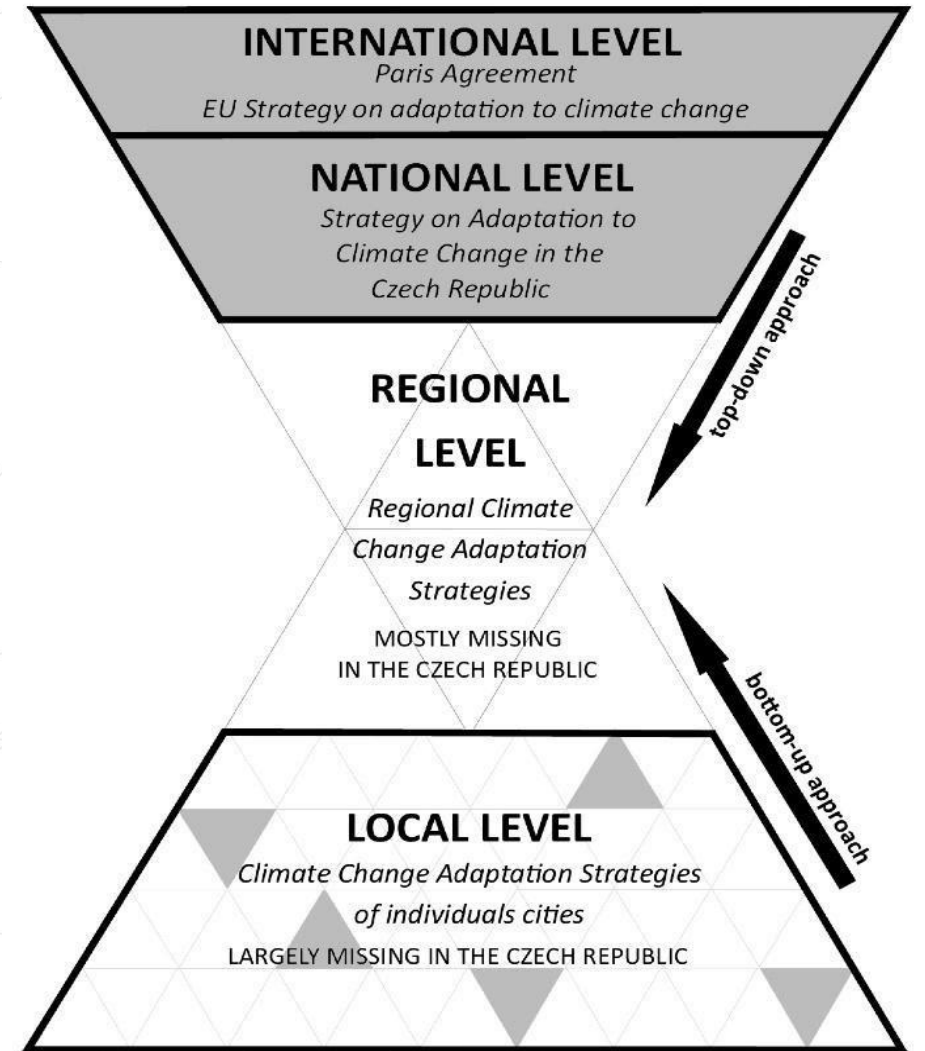 INTERNATIONAL LEVEL
Paris Agreement
EU Strategy on adaptation to climate change
NATIONAL LEVEL
Strategy on Adaptation to
Climate Change in the
Czech Republic
top-down approach
REGIONAL
LEVEL
Regional Climate
Change Adaptation
Strategies
MOSTLY MISSING
IN THE CZECH REPUBLIC
bottom-up approach
LOCAL LEVEL
Climate Change Adaptation Strategies
of individuals cities
LARGELY MISSING IN THE CZECH REPUBLIC